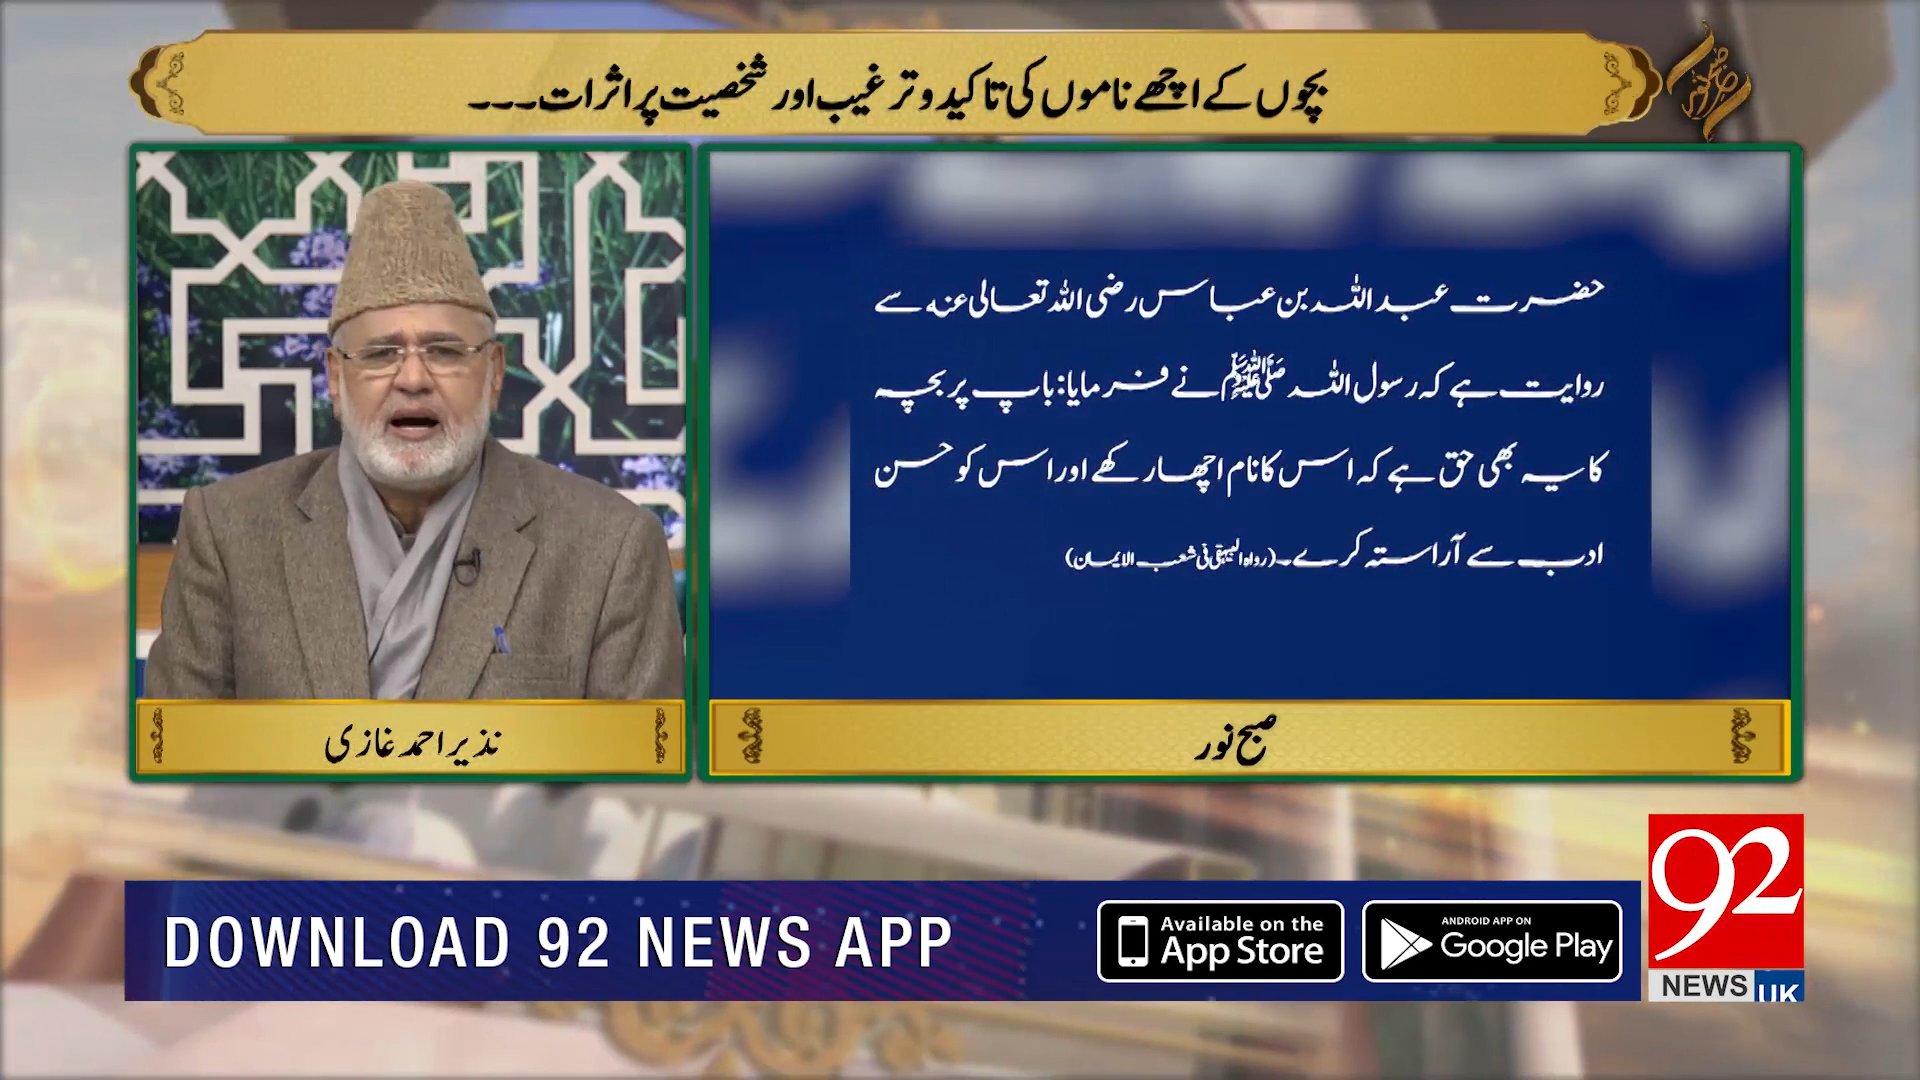 بچوں کے اچھے ناموں کی تاکید و ترغیب اور شخصیت پر اثرات۔۔۔
حضرت عبداللہ بن عباس رضی اللہ تعالی عنہ سے
روایت ہے کہ رسول اللہ ﷺ نے فرمایا: باپ پر بچہ
کا یہ بھی حق ہے کہ اس کا نام اچھا رکھے اور اس کو حسن
ادب سے آراستہ کرے۔ (رواہ البیہقی فی شعب الایمان)
نذیر احمد غازی
صبح نور
DOWNLOAD 92 NEWS APP
Available on the
App Store
ANDROID APP ON
Google Play
92
NEWS UK